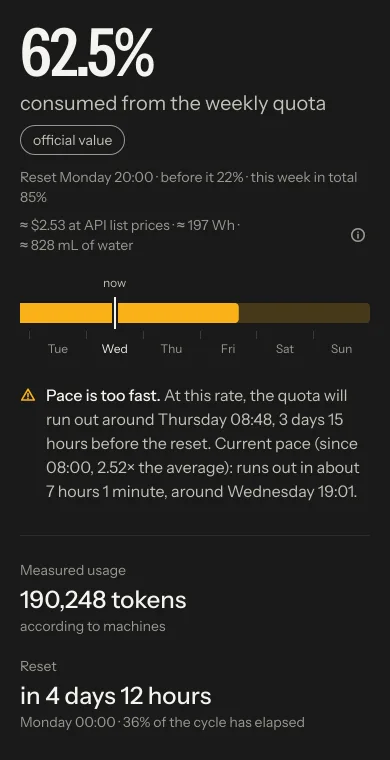 62.5%
consumed from the weekly quota
official value
Reset Monday 20:00 · before it 22% · this week in total
85%
≈ $2.53 at API list prices · ≈ 197 Wh ·
≈ 828 mL of water
now
Tue Wed Thu Fri Sat Sun
Pace is too fast. At this rate, the quota will
run out around Thursday 08:48, 3 days 15
hours before the reset. Current pace (since
08:00, 2.52× the average): runs out in about
7 hours 1 minute, around Wednesday 19:01.
Measured usage
190,248 tokens
according to machines
Reset
in 4 days 12 hours
Monday 00:00 · 36% of the cycle has elapsed